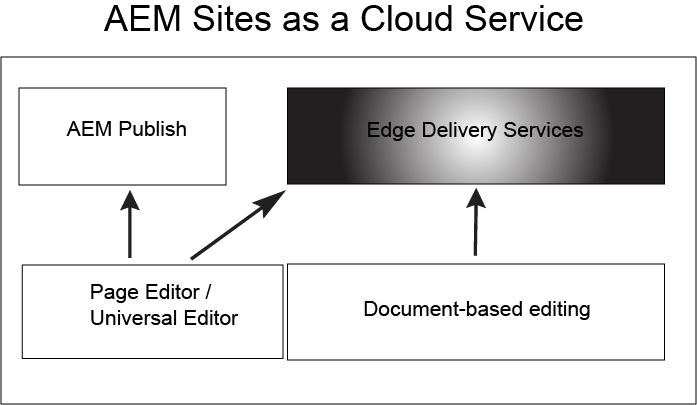 AEM Sites as a Cloud Service
AEM Publish
Edge Delivery Services
Page Editor /
Universal Editor
Document-based editing